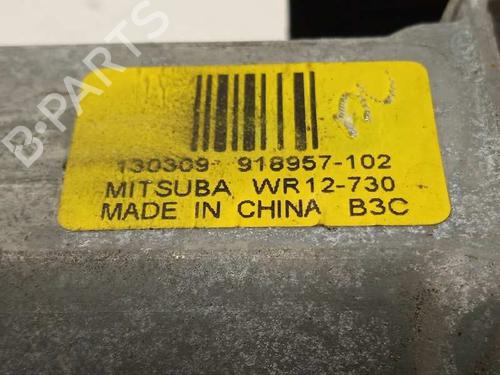 B-PARTS
130309 918957-102
MITSUBA WR12-730
MADE IN CHINA B3C